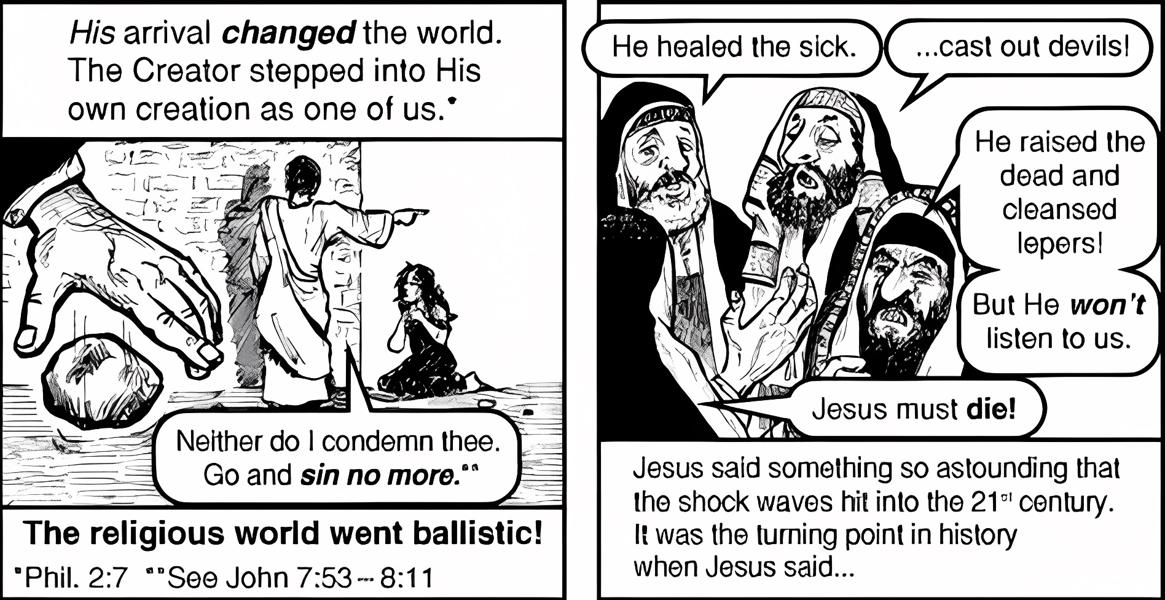 His arrival changed the world.
The Creator stepped into His
own creation as one of us.*
Neither do I condemn thee.
Go and sin no more.**
The religious world went ballistic!
*Phil. 2:7 **See John 7:53--8:11
He healed the sick.
...cast out devils!
He raised the
dead and
cleansed
lepers!
But He won't
listen to us.
Jesus must die!
Jesus said something so astounding that
the shock waves hit into the 21st century.
It was the turning point in history
when Jesus said...